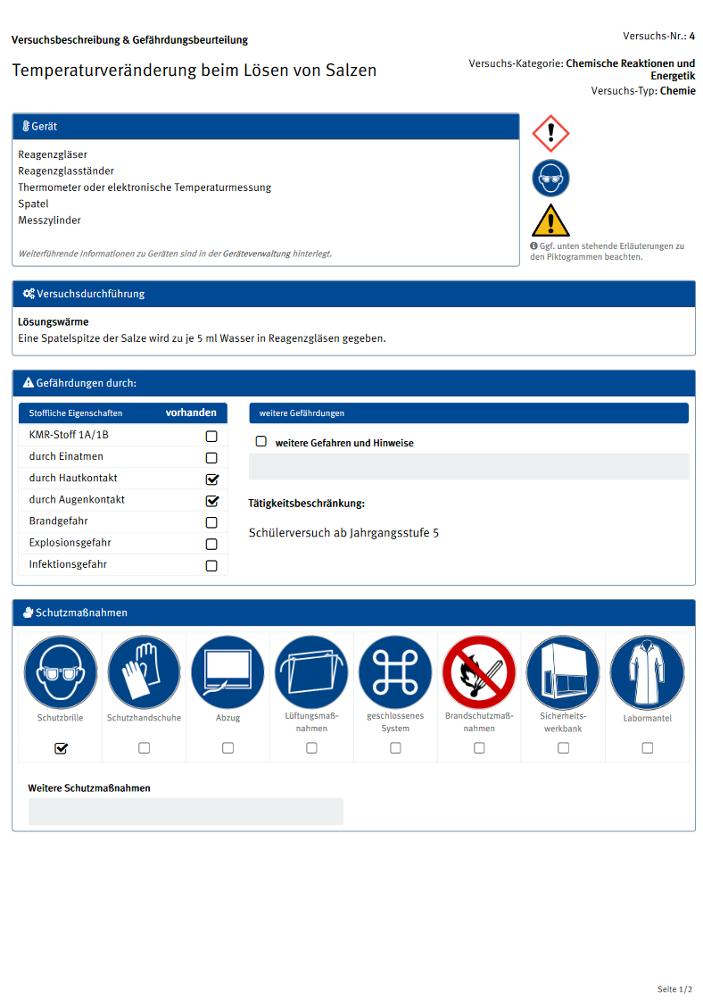 Versuchsbeschreibung & Gefährdungsbeurteilung
Versuchs-Nr.: 4
Temperaturveränderung beim Lösen von Salzen
Versuchs-Kategorie: Chemische Reaktionen und
Energetik
Versuchs-Typ: Chemie
Gerät
Reagenzgläser
Reagenzglasständer
Thermometer oder elektronische Temperaturmessung
Spatel
Messzylinder
Weiterführende Informationen zu Geräten sind in der Geräteverwaltung hinterlegt.
Ggf. unten stehende Erläuterungen zu
den Piktogrammen beachten.
Versuchsdurchführung
Lösungswärme
Eine Spatelspitze der Salze wird zu je 5 ml Wasser in Reagenzgläsen gegeben.
Gefährdungen durch:
Stoffliche Eigenschaften vorhanden
KMR-Stoff 1A/1B
durch Einatmen
durch Hautkontakt
durch Augenkontakt
Brandgefahr
Explosionsgefahr
Infektionsgefahr
weitere Gefährdungen
weitere Gefahren und Hinweise
Tätigkeitsbeschränkung:
Schülerversuch ab Jahrgangsstufe 5
Schutzmaßnahmen
Schutzbrille
Schutzhandschuhe
Abzug
Lüftungsmaß-
nahmen
geschlossenes
System
Brandschutzmaß-
nahmen
Sicherheits-
werkbank
Labormantel
Weitere Schutzmaßnahmen
Seite 1/2